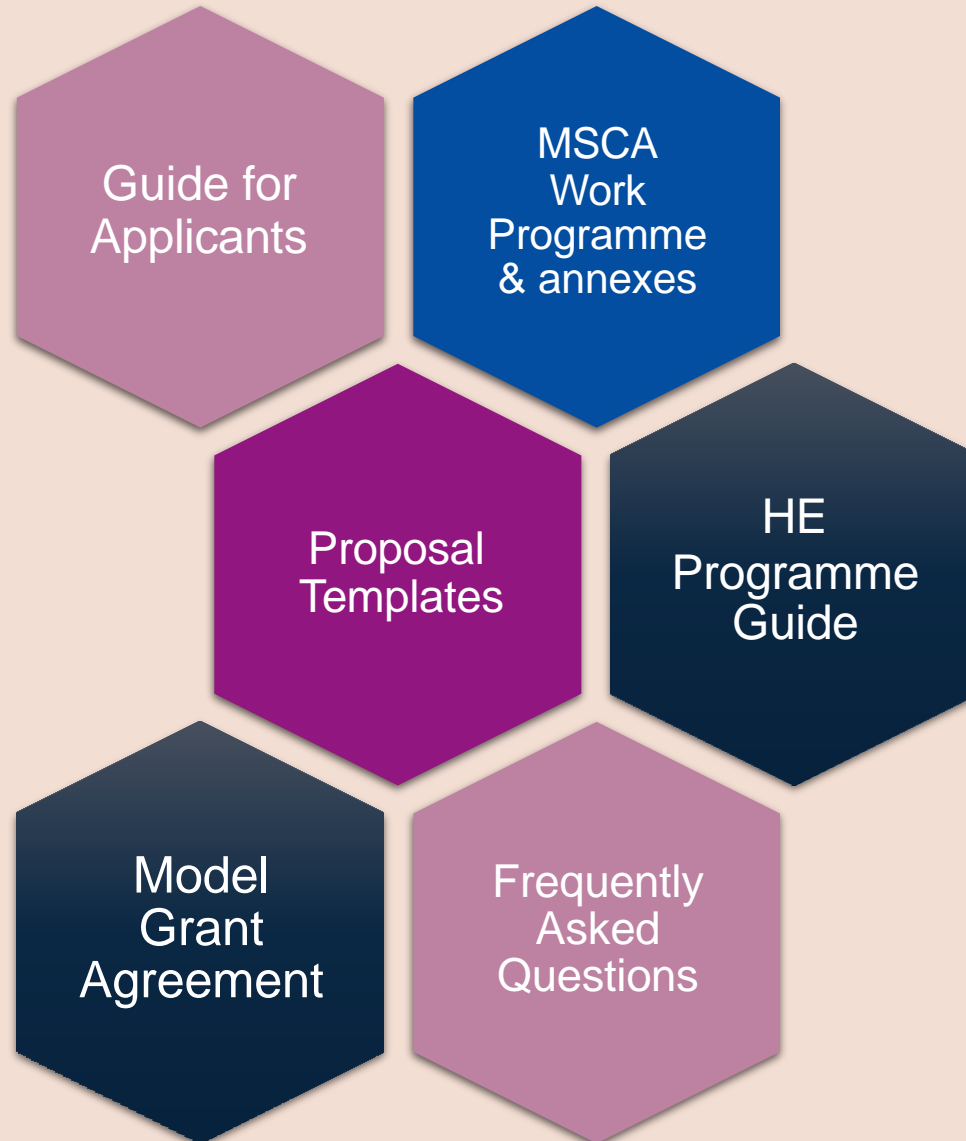 Guide for
Applicants
MSCA
Work
Programme
& annexes
Proposal
Templates
HE
Programme
Guide
Model
Grant
Agreement
Frequently
Asked
Questions